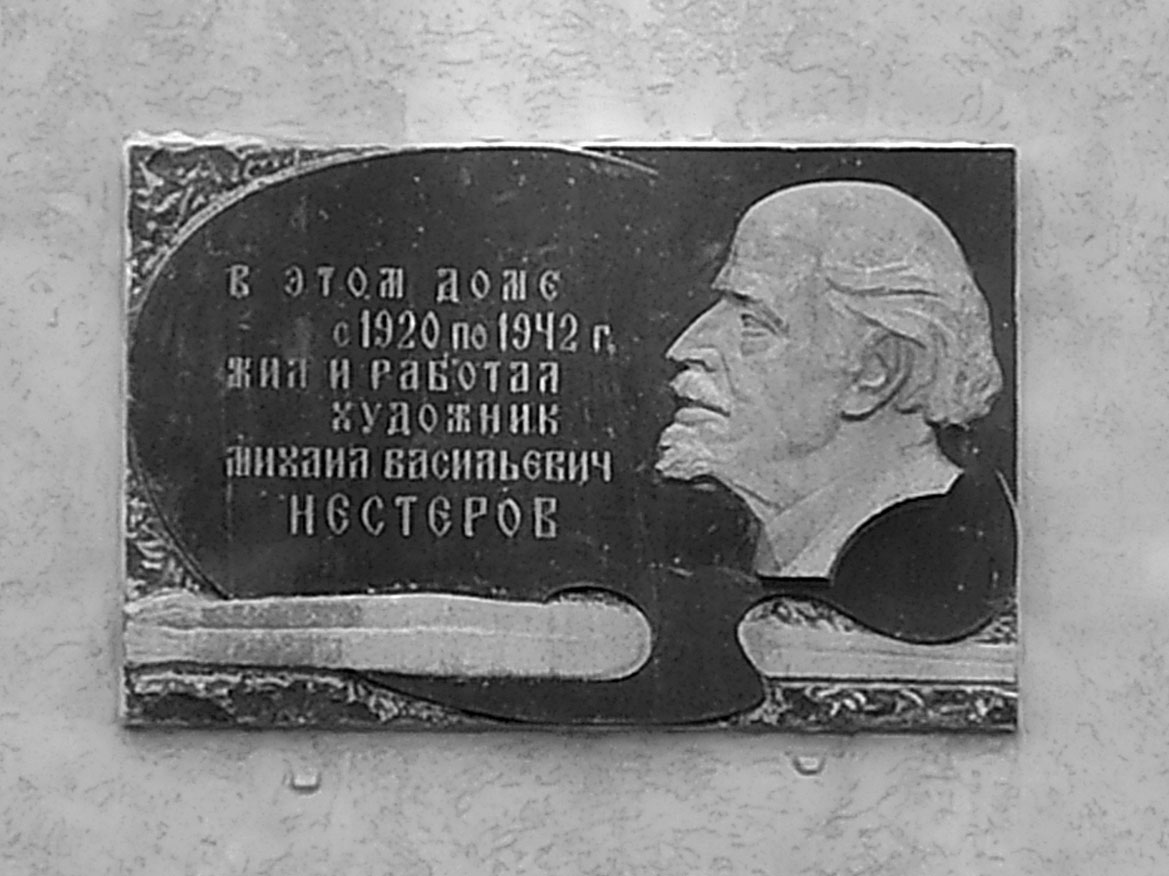 В ЭТОМ ДОМЕ
с 1920 по 1942 г.
ЖИЛ И РАБОТАЛ
ХУДОЖНИК
МИХАИЛ ВАСИЛЬЕВИЧ
НЕСТЕРОВ